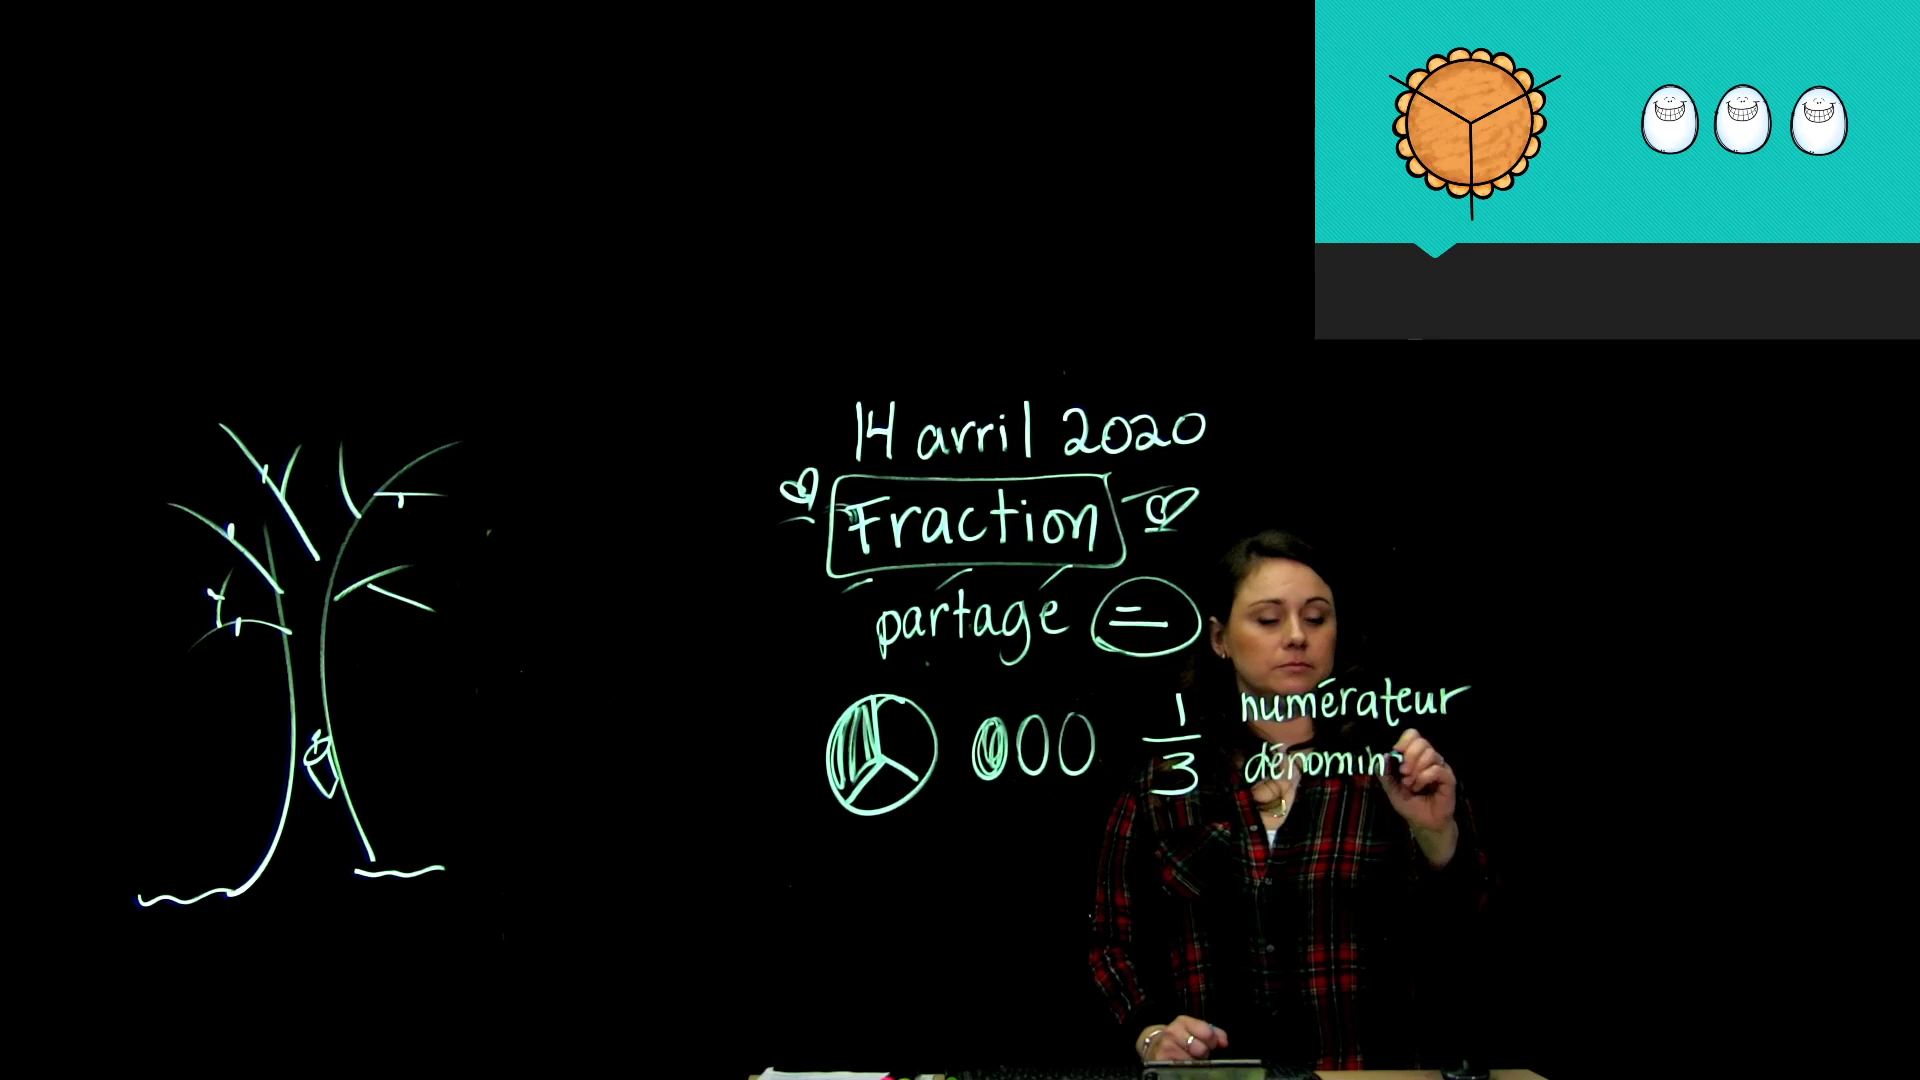 14 avril 2020
Fraction
partage =
1/3 numérateur
dénomin